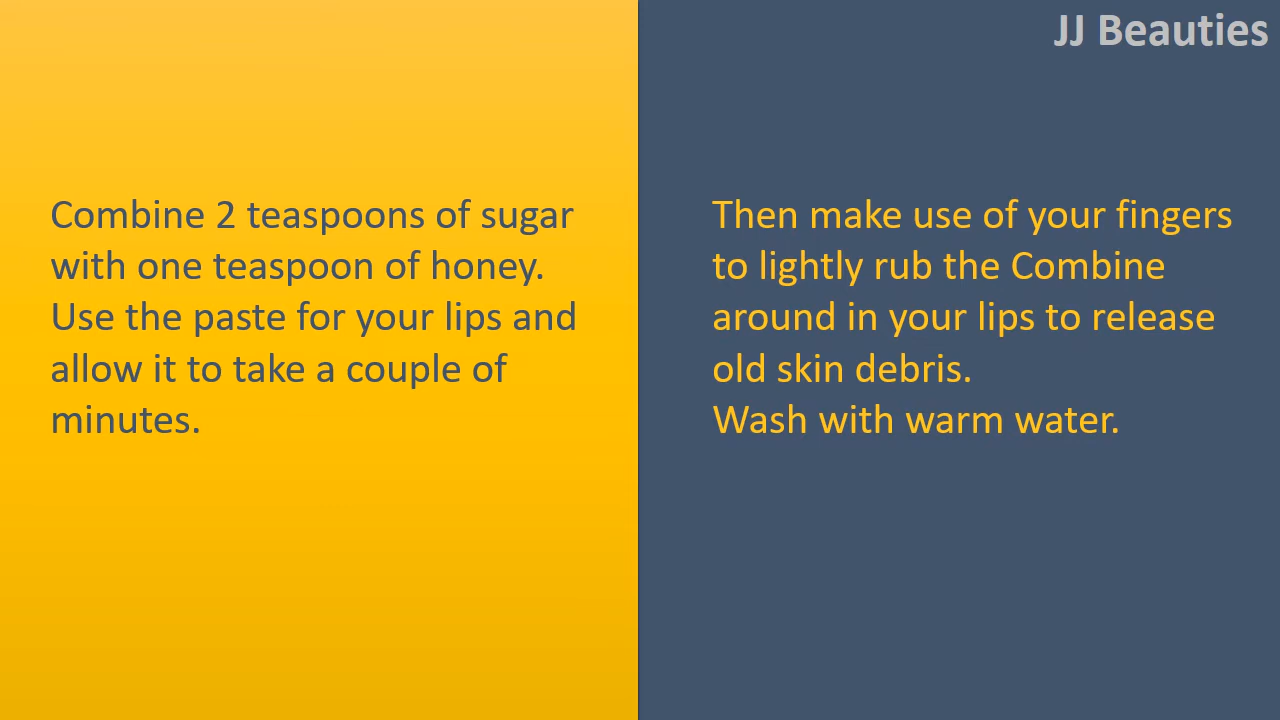 JJ Beauties
Combine 2 teaspoons of sugar
with one teaspoon of honey.
Use the paste for your lips and
allow it to take a couple of
minutes.
Then make use of your fingers
to lightly rub the Combine
around in your lips to release
old skin debris.
Wash with warm water.